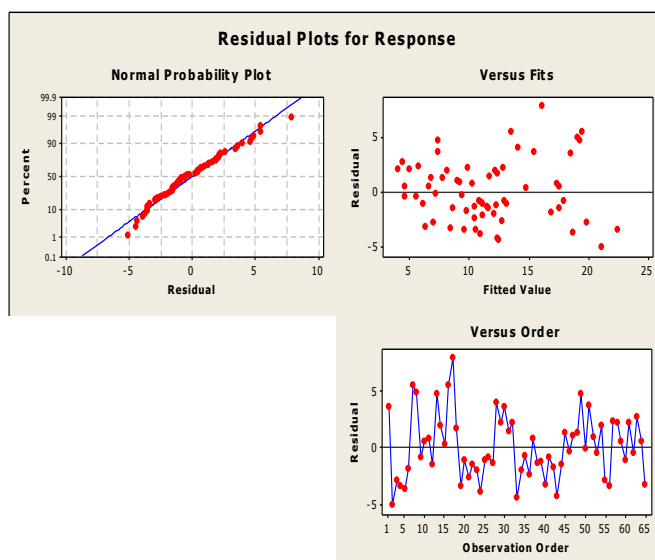 Residual Plots for Response
Normal Probability Plot
99.9
99
90
50
10
1
0.1
Percent
-10 -5 0 5 10
Residual
Versus Fits
5
0
-5
Residual
5 10 15 20 25
Fitted Value
Versus Order
5
0
-5
Residual
1 5 10 15 20 25 30 35 40 45 50 55 60 65
Observation Order